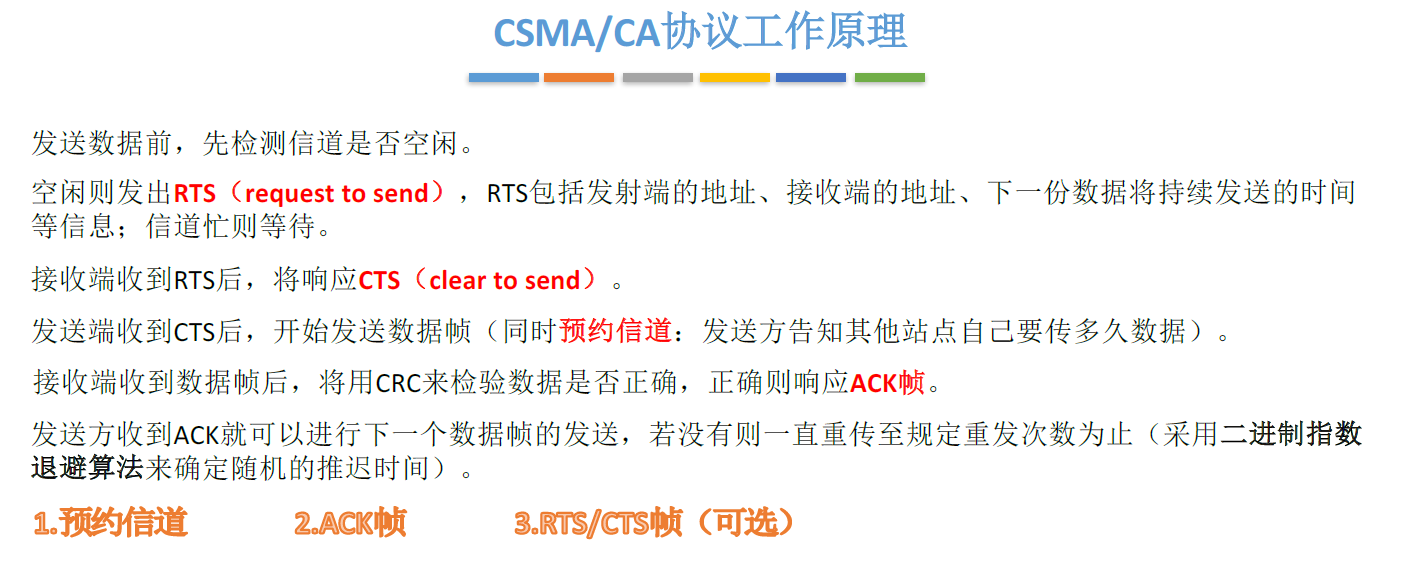 CSMA/CA协议工作原理
发送数据前，先检测信道是否空闲。
空闲则发出RTS（request to send），RTS包括发射端的地址、接收端的地址、下一份数据将持续发送的时间
等信息；信道忙则等待。
接收端收到RTS后，将响应CTS（clear to send）。
发送端收到CTS后，开始发送数据帧（同时预约信道：发送方告知其他站点自己要传多久数据）。
接收端收到数据帧后，将用CRC来检验数据是否正确，正确则响应ACK帧。
发送方收到ACK就可以进行下一个数据帧的发送，若没有则一直重传至规定重发次数为止（采用二进制指数
退避算法来确定随机的推迟时间）。
1.预约信道 2.ACK帧 3.RTS/CTS帧（可选）